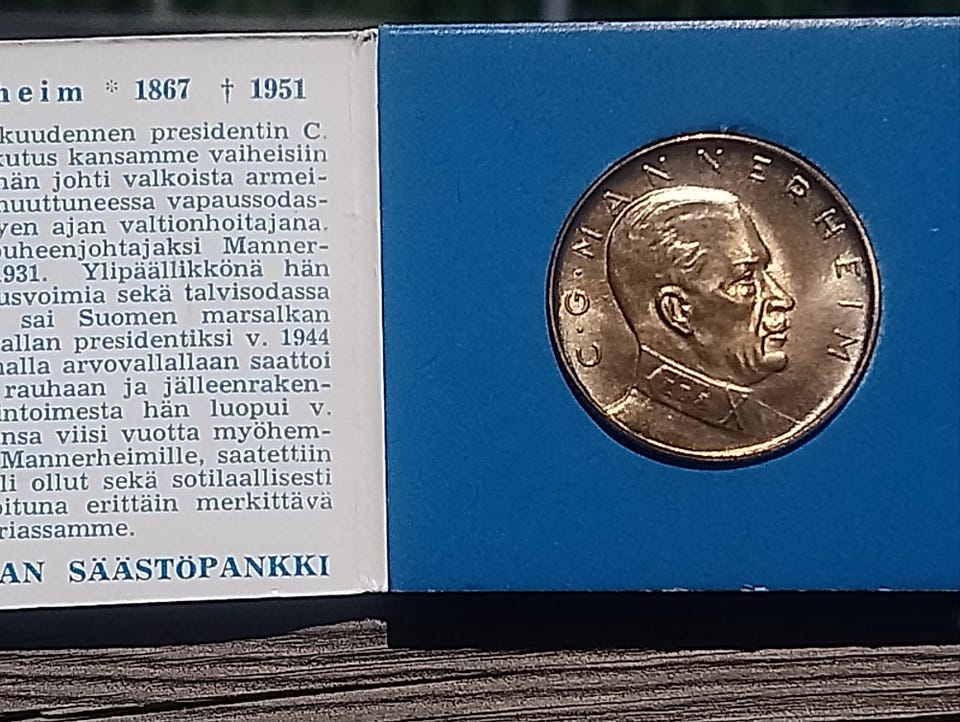 heim * 1867 † 1951
kuudennen presidentin C.
kutus kansamme vaiheisiin
hän johti valkoista armei-
muuttuneessa vapaussodas-
yen ajan valtionhoitajana.
puheenjohtajaksi Manner-
1931. Ylipäällikkönä hän
usvoimia sekä talvisodassa
sai Suomen marsalkan
allan presidentiksi v. 1944
malla arvovallallaan saattoi
rauhaan ja jälleenraken-
intoimesta hän luopui v.
nsa viisi vuotta myöhem-
Mannerheimille, saatettiin
li ollut sekä sotilaallisesti
oituna erittäin merkittävä
riassamme.
AN SÄÄSTÖPANKKI
C·G·MANNERHEIM